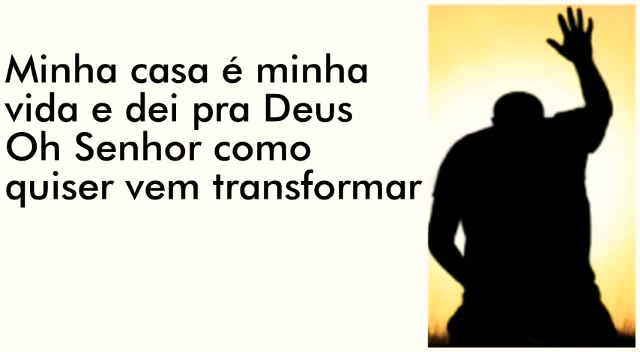 Minha casa é minha
vida e dei pra Deus
Oh Senhor como
quiser vem transformar